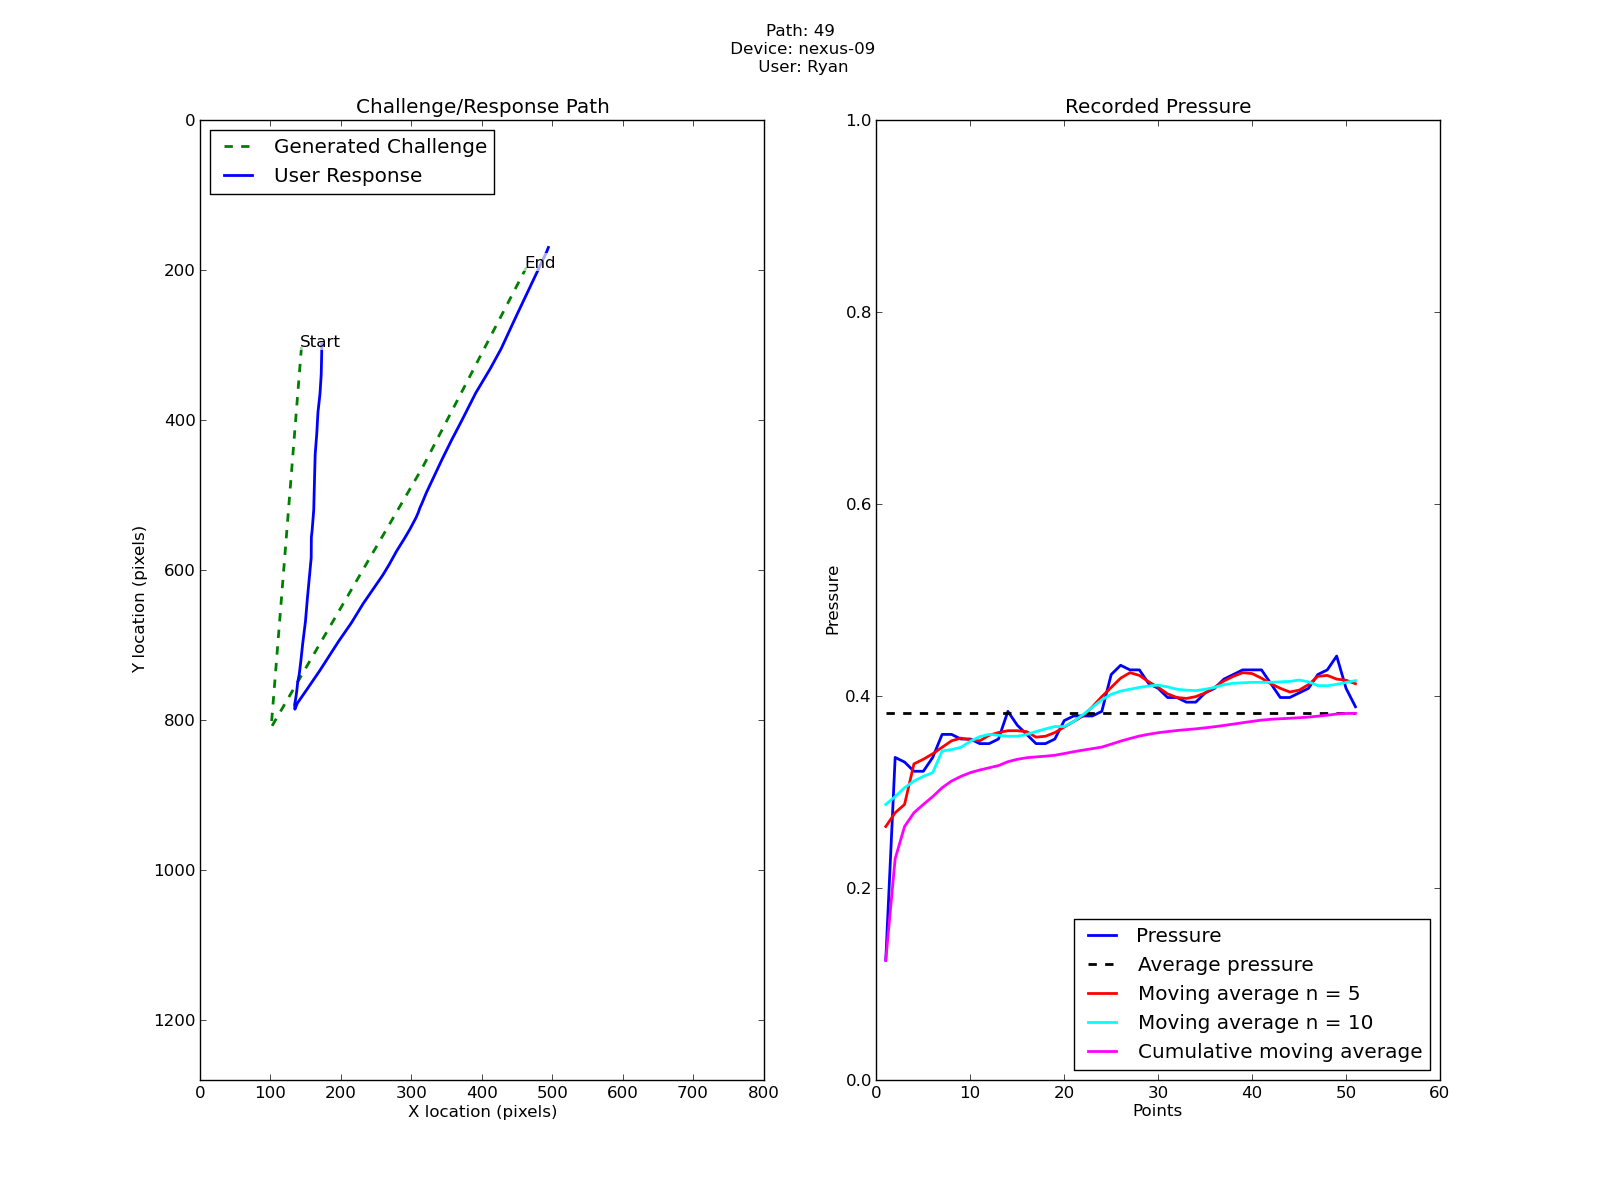 Path: 49
Device: nexus-09
User: Ryan
Challenge/Response Path
Generated Challenge
User Response
Start
End
0
200
400
600
800
1000
1200
Y location (pixels)
0 100 200 300 400 500 600 700 800
X location (pixels)
Recorded Pressure
1.0
0.8
0.6
0.4
0.2
0.0
Pressure
Pressure
Average pressure
Moving average n = 5
Moving average n = 10
Cumulative moving average
0 10 20 30 40 50 60
Points